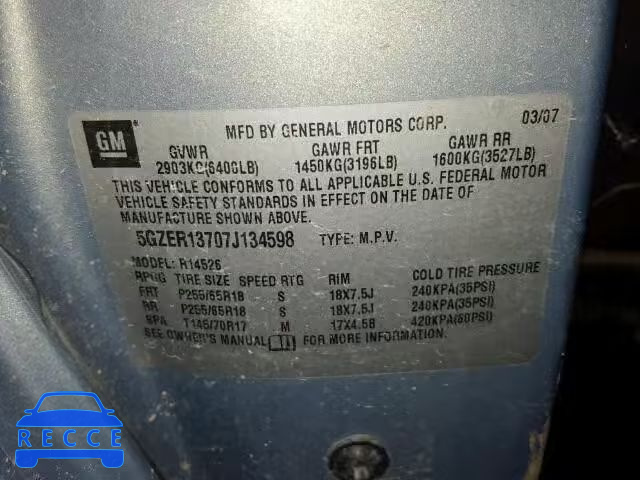 GM
MFD BY GENERAL MOTORS CORP. 03/07
GVWR GAWR FRT GAWR RR
2903KG(6400LB) 1450KG(3196LB) 1600KG(3527LB)
THIS VEHICLE CONFORMS TO ALL APPLICABLE U.S. FEDERAL MOTOR
VEHICLE SAFETY STANDARDS IN EFFECT ON THE DATE OF
MANUFACTURE SHOWN ABOVE.
5GZER13707J134598 TYPE: M.P.V.
MODEL: R14526
RPUG TIRE SIZE SPEED RTG RIM COLD TIRE PRESSURE
FRT P255/65R18 S 18X7.5J 240KPA(35PSI)
RR P255/65R18 S 18X7.5J 240KPA(35PSI)
SPA T145/70R17 M 17X4.5B 420KPA(60PSI)
SEE OWNER'S MANUAL FOR MORE INFORMATION.
RECCE